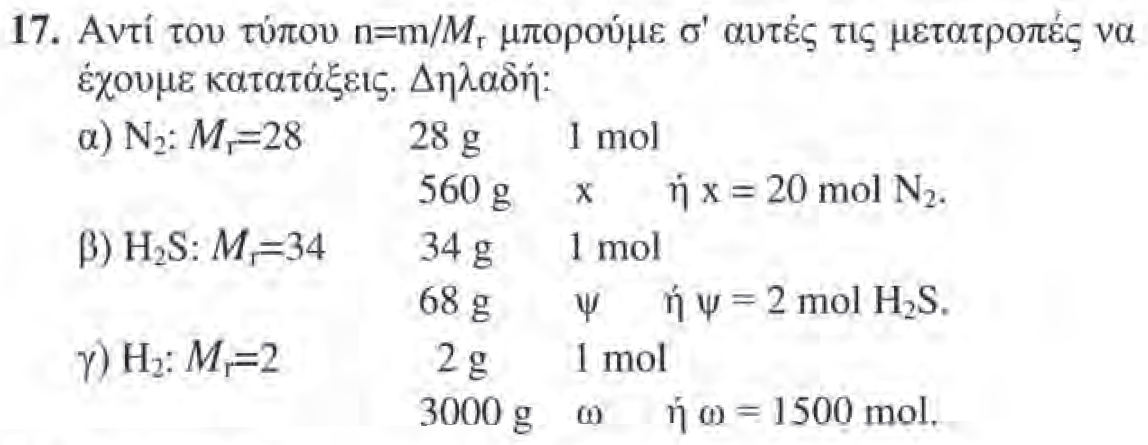 17. Αντί του τύπου n=m/Mᵣ μπορούμε σ' αυτές τις μετατροπές να
έχουμε κατατάξεις. Δηλαδή:
α) N₂: Mᵣ=28 28 g 1 mol
560 g x ή x = 20 mol N₂.
β) H₂S: Mᵣ=34 34 g 1 mol
68 g ψ ή ψ = 2 mol H₂S.
γ) H₂: Mᵣ=2 2 g 1 mol
3000 g ω ή ω = 1500 mol.